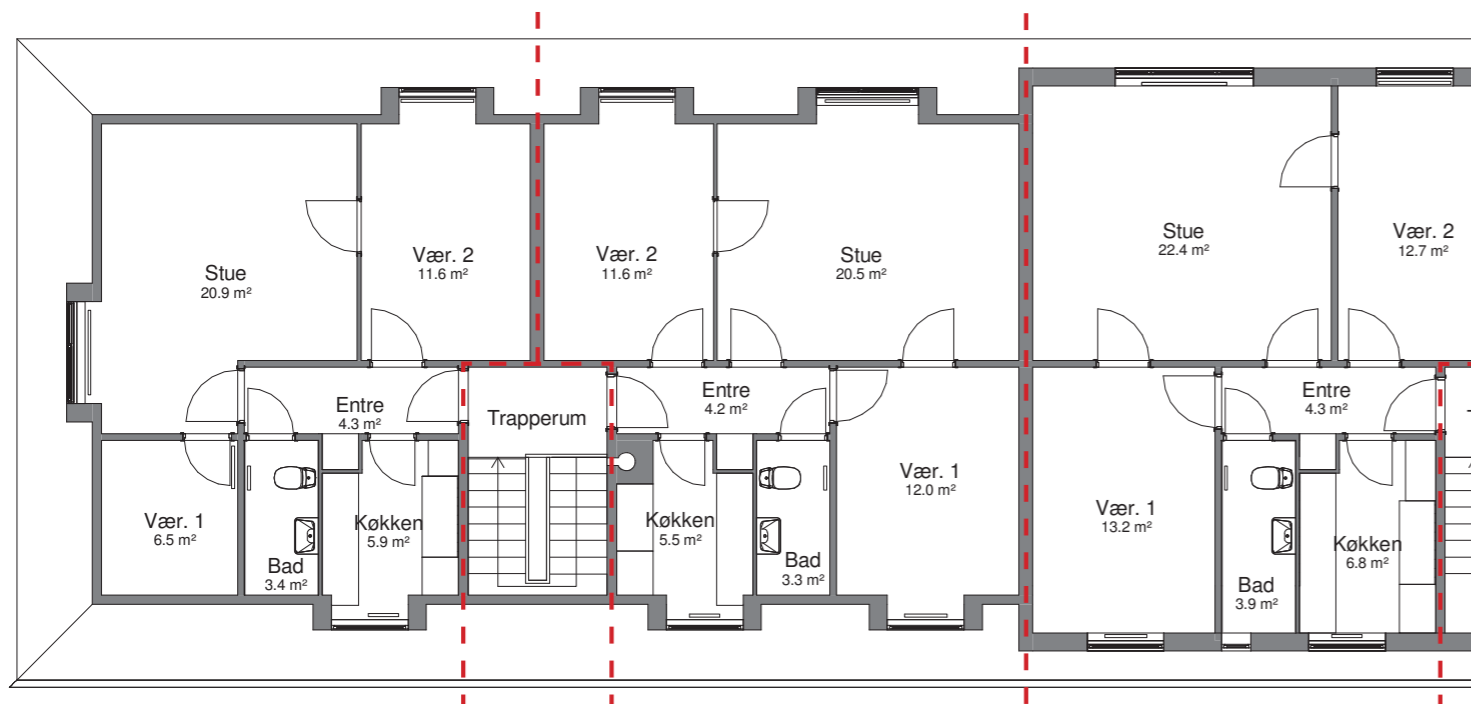 Stue
20.9 m²
Vær. 2
11.6 m²
Entre
4.3 m²
Vær. 1
6.5 m²
Bad
3.4 m²
Køkken
5.9 m²
Trapperum
Vær. 2
11.6 m²
Stue
20.5 m²
Entre
4.2 m²
Køkken
5.5 m²
Bad
3.3 m²
Vær. 1
12.0 m²
Stue
22.4 m²
Vær. 2
12.7 m²
Entre
4.3 m²
Vær. 1
13.2 m²
Bad
3.9 m²
Køkken
6.8 m²